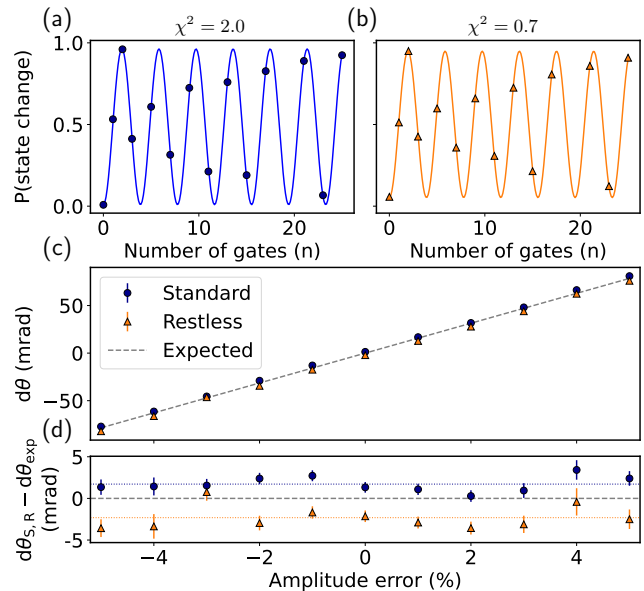 (a) χ² = 2.0 (b) χ² = 0.7
1.0
0.5
0.0
P(state change)
0 10 20 0 10 20
Number of gates (n) Number of gates (n)
(c)
Standard
Restless
Expected
50
0
−50
dθ (mrad)
(d)
5
0
-5
dθS, R − dθexp
(mrad)
−4 −2 0 2 4
Amplitude error (%)